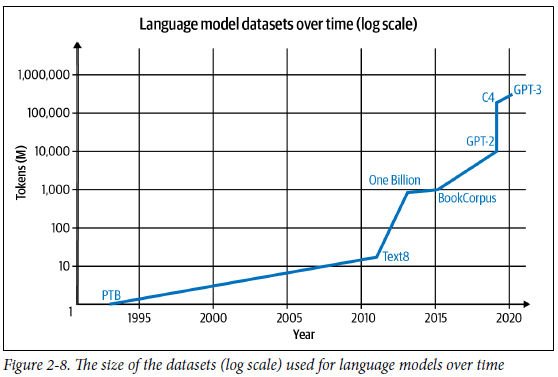 Language model datasets over time (log scale)
1,000,000
100,000
10,000
1,000
100
10
1
Tokens (M)
PTB
Text8
One Billion
BookCorpus
GPT-2
C4
GPT-3
1995 2000 2005 2010 2015 2020
Year
Figure 2-8. The size of the datasets (log scale) used for language models over time